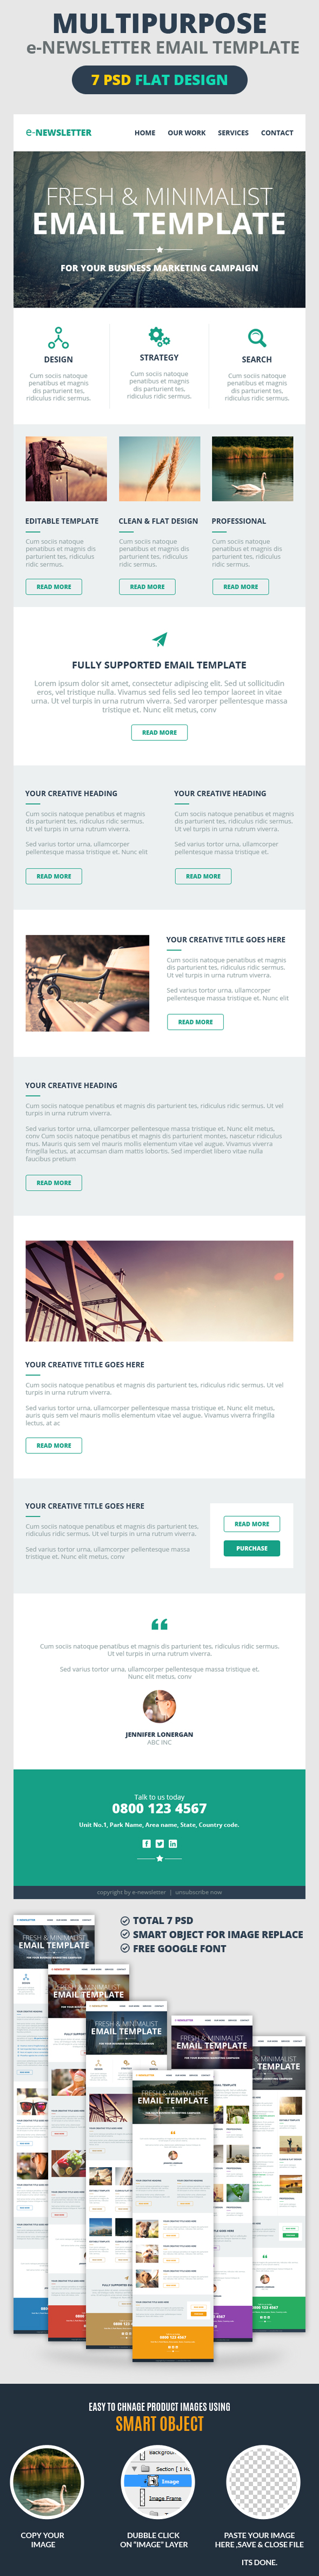 MULTIPURPOSE
e-NEWSLETTER EMAIL TEMPLATE
7 PSD FLAT DESIGN
e-NEWSLETTER
HOME OUR WORK SERVICES CONTACT
FRESH & MINIMALIST
EMAIL TEMPLATE
FOR YOUR BUSINESS MARKETING CAMPAIGN
DESIGN
Cum sociis natoque
penatibus et magnis
dis parturient tes,
ridiculus ridic sermus.
STRATEGY
Cum sociis natoque
penatibus et magnis
dis parturient tes,
ridiculus ridic sermus.
SEARCH
Cum sociis natoque
penatibus et magnis
dis parturient tes,
ridiculus ridic sermus.
EDITABLE TEMPLATE
Cum sociis natoque
penatibus et magnis dis
parturient tes, ridiculus
ridic sermus.
READ MORE
CLEAN & FLAT DESIGN
Cum sociis natoque
penatibus et magnis dis
parturient tes, ridiculus
ridic sermus.
READ MORE
PROFESSIONAL
Cum sociis natoque
penatibus et magnis dis
parturient tes, ridiculus
ridic sermus.
READ MORE
FULLY SUPPORTED EMAIL TEMPLATE
Lorem ipsum dolor sit amet, consectetur adipiscing elit. Sed ut sollicitudin
eros, vel tristique nulla. Vivamus sed felis sed leo tempor laoreet in vitae
urna. Ut vel turpis in urna rutrum viverra. Sed varorper pellentesque massa
tristique et. Nunc elit metus, conv
READ MORE
YOUR CREATIVE HEADING
Cum sociis natoque penatibus et magnis
dis parturient tes, ridiculus ridic sermus.
Ut vel turpis in urna rutrum viverra.
Sed varius tortor urna, ullamcorper
pellentesque massa tristique et. Nunc elit
READ MORE
YOUR CREATIVE HEADING
Cum sociis natoque penatibus et magnis
dis parturient tes, ridiculus ridic sermus.
Ut vel turpis in urna rutrum viverra.
Sed varius tortor urna, ullamcorper
pellentesque massa tristique et.
READ MORE
YOUR CREATIVE TITLE GOES HERE
Cum sociis natoque penatibus et magnis
dis parturient tes, ridiculus ridic sermus.
Ut vel turpis in urna rutrum viverra.
Sed varius tortor urna, ullamcorper
pellentesque massa tristique et. Nunc elit
READ MORE
YOUR CREATIVE HEADING
Cum sociis natoque penatibus et magnis dis parturient tes, ridiculus ridic sermus. Ut vel
turpis in urna rutrum viverra.
Sed varius tortor urna, ullamcorper pellentesque massa tristique et. Nunc elit metus,
conv Cum sociis natoque penatibus et magnis dis parturient montes, nascetur ridiculus
mus. Mauris quis sem vel mauris mollis elementum vitae vel augue. Vivamus viverra
fringilla lectus, at accumsan diam mattis lobortis. Sed imperdiet libero vitae nulla
faucibus pretium
READ MORE
YOUR CREATIVE TITLE GOES HERE
Cum sociis natoque penatibus et magnis dis parturient tes, ridiculus ridic sermus. Ut vel
turpis in urna rutrum viverra.
Sed varius tortor urna, ullamcorper pellentesque massa tristique et. Nunc elit metus,
auris quis sem vel mauris mollis elementum vitae vel augue. Vivamus viverra fringilla
lectus, at ac
READ MORE
YOUR CREATIVE TITLE GOES HERE
Cum sociis natoque penatibus et magnis dis parturient tes,
ridiculus ridic sermus. Ut vel turpis in urna rutrum viverra.
Sed varius tortor urna, ullamcorper pellentesque massa
tristique et. Nunc elit metus, conv
READ MORE
PURCHASE
Cum sociis natoque penatibus et magnis dis parturient tes, ridiculus ridic sermus.
Ut vel turpis in urna rutrum viverra.
Sed varius tortor urna, ullamcorper pellentesque massa tristique et.
Nunc elit metus, conv
JENNIFER LONERGAN
ABC INC
Talk to us today
0800 123 4567
Unit No.1, Park Name, Area name, State, Country code.
copyright by e-newsletter | unsubscribe now
TOTAL 7 PSD
SMART OBJECT FOR IMAGE REPLACE
FREE GOOGLE FONT
FRESH & MINIMALIST
EMAIL TEMPLATE
EASY TO CHNAGE PRODUCT IMAGES USING
SMART OBJECT
Section [ 1 
Image
Image Frame
COPY YOUR
IMAGE
DUBBLE CLICK
ON "IMAGE" LAYER
PASTE YOUR IMAGE
HERE ,SAVE & CLOSE FILE
ITS DONE.